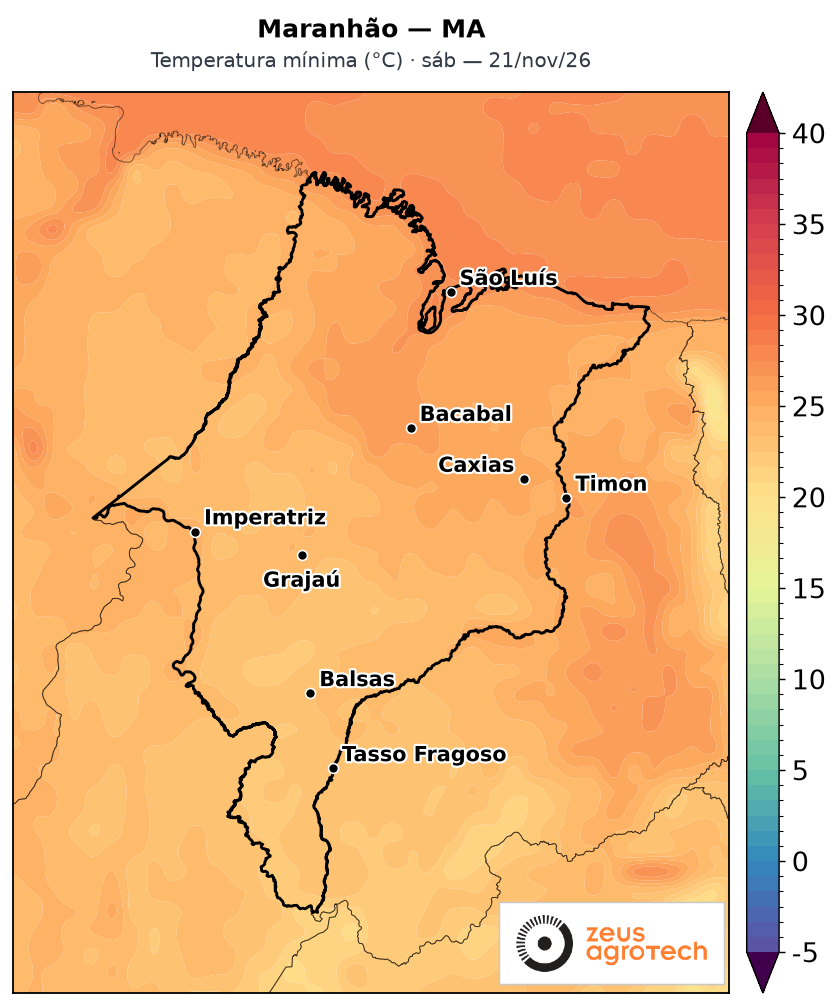 Maranhão — MA
Temperatura mínima (°C) · sáb — 21/nov/26
São Luís
Bacabal
Caxias
Timon
Imperatriz
Grajaú
Balsas
Tasso Fragoso
40
35
30
25
20
15
10
5
0
-5
zeus
agrotech